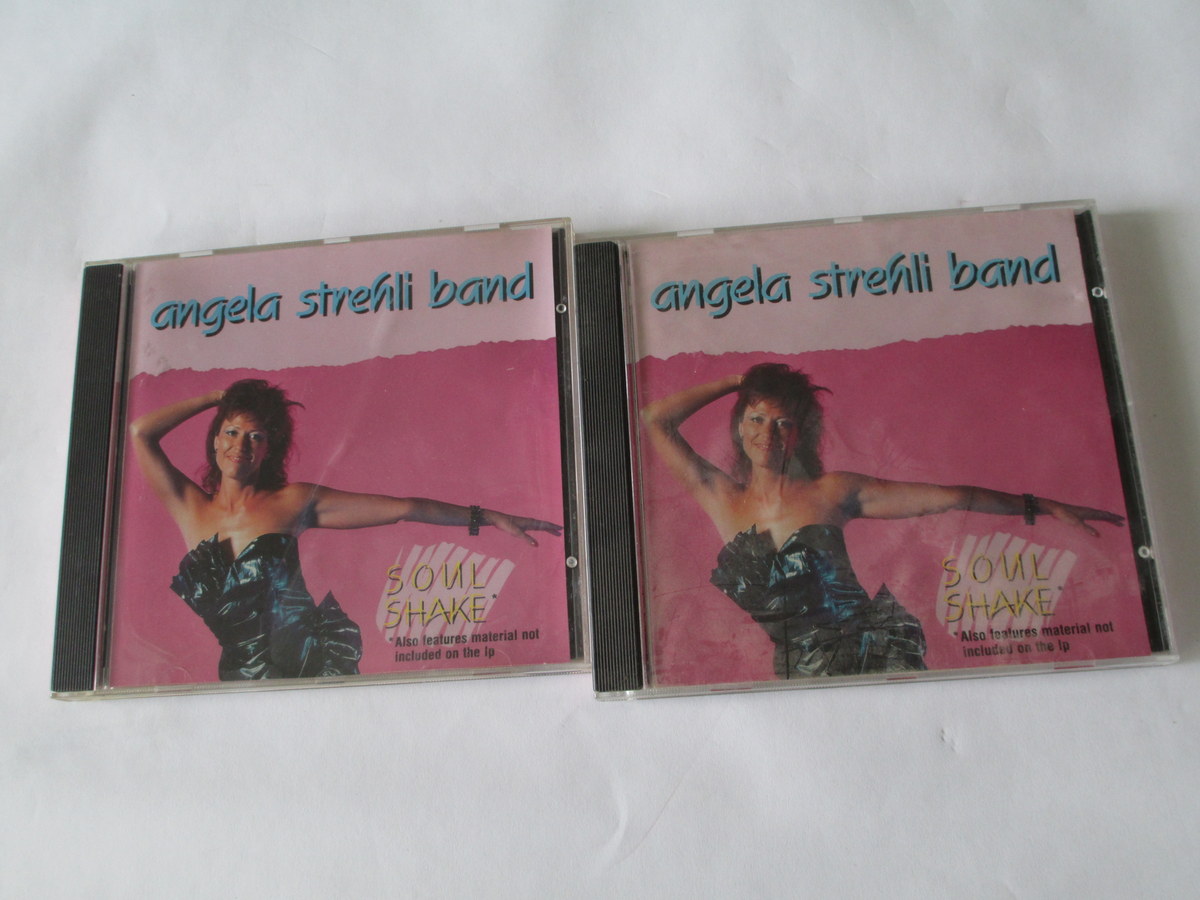 angela strehli band
SOUL
SHAKE*
*Also features material not
included on the lp
angela strehli band
SOUL
SHAKE*
*Also features material not
included on the lp